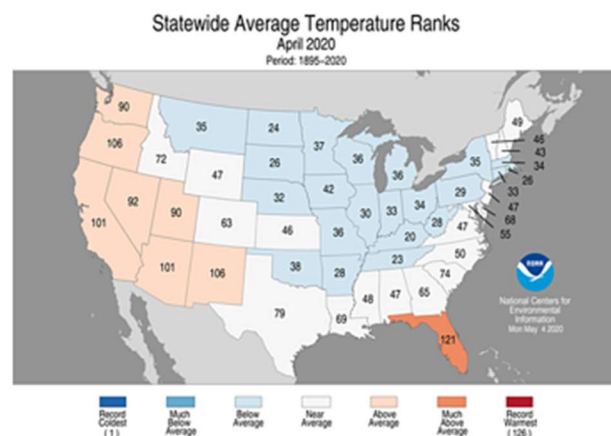 Statewide Average Temperature Ranks
April 2020
Period: 1895–2020
90
106
101
92
90
101
106
72
35
47
63
24
26
32
46
38
79
37
42
36
28
69
36
30
36
33
34
20
23
48
47
65
74
50
47
28
29
35
49
46
43
34
26
33
47
68
55
121
NOAA
National Centers for
Environmental
Information
Mon May 4 2020
Record
Coldest
(1)
Much
Below
Average
Below
Average
Near
Average
Above
Average
Much
Above
Average
Record
Warmest
(126)